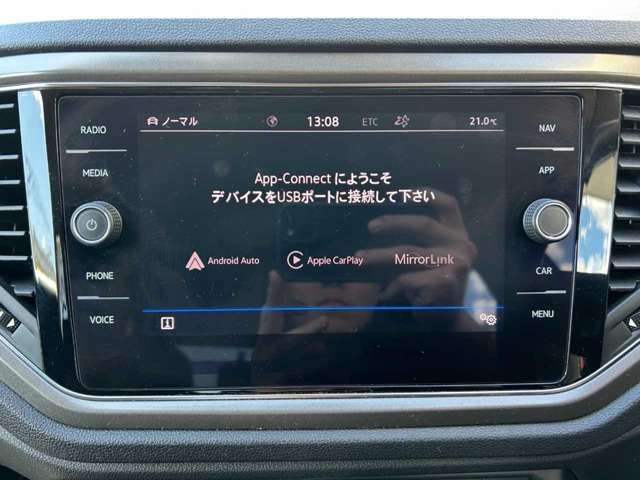 RADIO
MEDIA
PHONE
VOICE
ノーマル 13:08 ETC 21.0℃
App-Connect にようこそ
デバイスをUSBポートに接続して下さい
Android Auto Apple CarPlay MirrorLink
NAV
APP
CAR
MENU